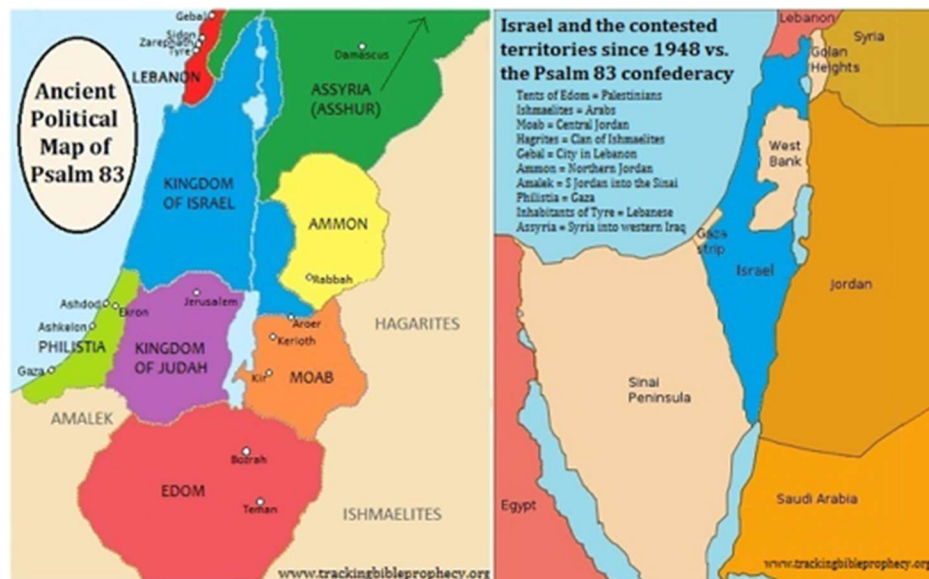 Ancient
Political
Map of
Psalm 83
Gebal
Sidon
Zarephath
Tyre
LEBANON
Damascus
ASSYRIA
(ASSHUR)
KINGDOM
OF ISRAEL
AMMON
Rabbah
Ashdod
Ekron
Jerusalem
Ashkelon
PHILISTIA
Gaza
KINGDOM
OF JUDAH
Aroer
Kerioth
Kir
MOAB
HAGARITES
AMALEK
Bozrah
EDOM
Teman
ISHMAELITES
www.trackingbibleprophecy.org
Israel and the contested
territories since 1948 vs.
the Psalm 83 confederacy
Tents of Edom = Palestinians
Ishmaelites = Arabs
Moab = Central Jordan
Hagrites = Clan of Ishmaelites
Gebal = City in Lebanon
Ammon = Northern Jordan
Amalek = S Jordan into the Sinai
Philistia = Gaza
Inhabitants of Tyre = Lebanese
Assyria = Syria into western Iraq
Lebanon
Syria
Golan
Heights
West
Bank
Gaza
strip
Israel
Jordan
Sinai
Peninsula
Egypt
Saudi Arabia
www.trackingbibleprophecy.org